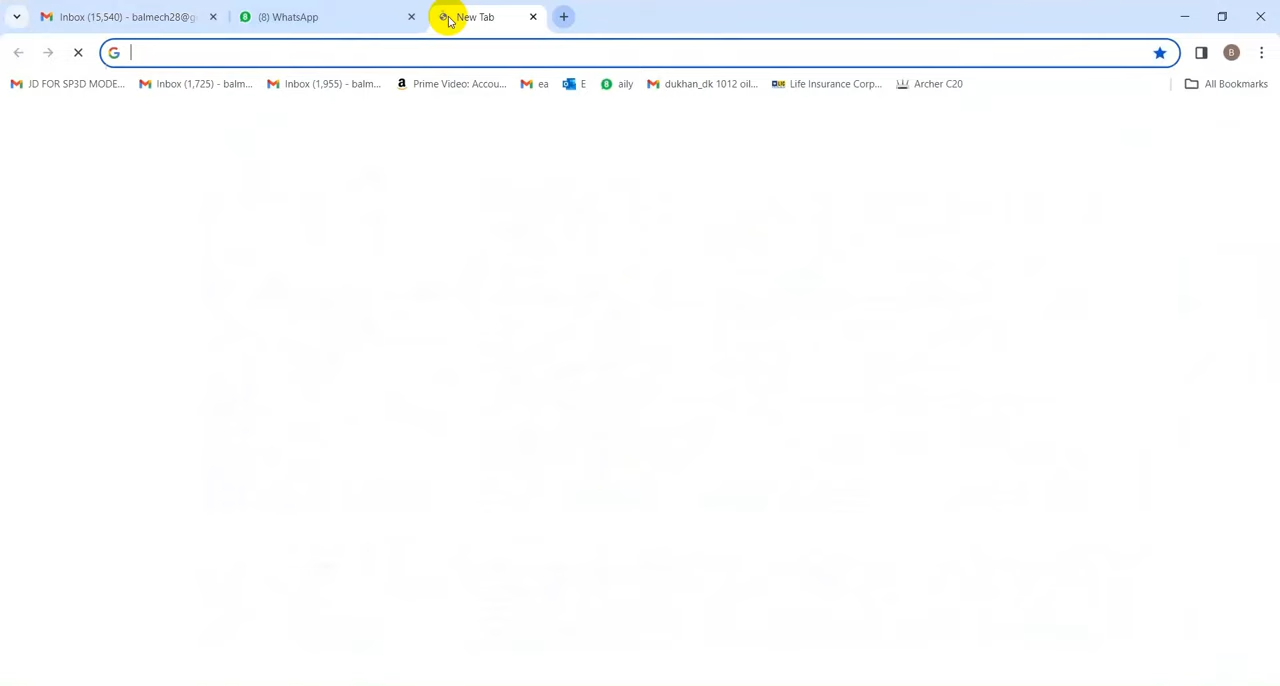 Inbox (15,540) - balmech28@g
(8) WhatsApp
New Tab
JD FOR SP3D MODE...
Inbox (1,725) - balm...
Inbox (1,955) - balm...
Prime Video: Accou...
ea
E
aily
dukhan_dk 1012 oil...
Life Insurance Corp...
Archer C20
All Bookmarks
B